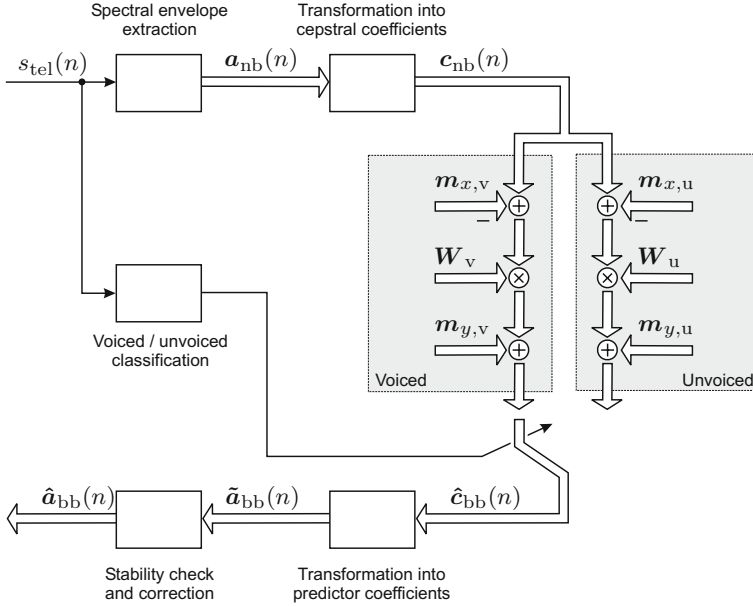 Spectral envelope
extraction
Transformation into
cepstral coefficients
s_tel(n)
a_nb(n)
c_nb(n)
m_x,v
m_x,u
–
–
W_v
W_u
m_y,v
m_y,u
Voiced / unvoiced
classification
Voiced
Unvoiced
â_bb(n)
ã_bb(n)
ĉ_bb(n)
Stability check
and correction
Transformation into
predictor coefficients